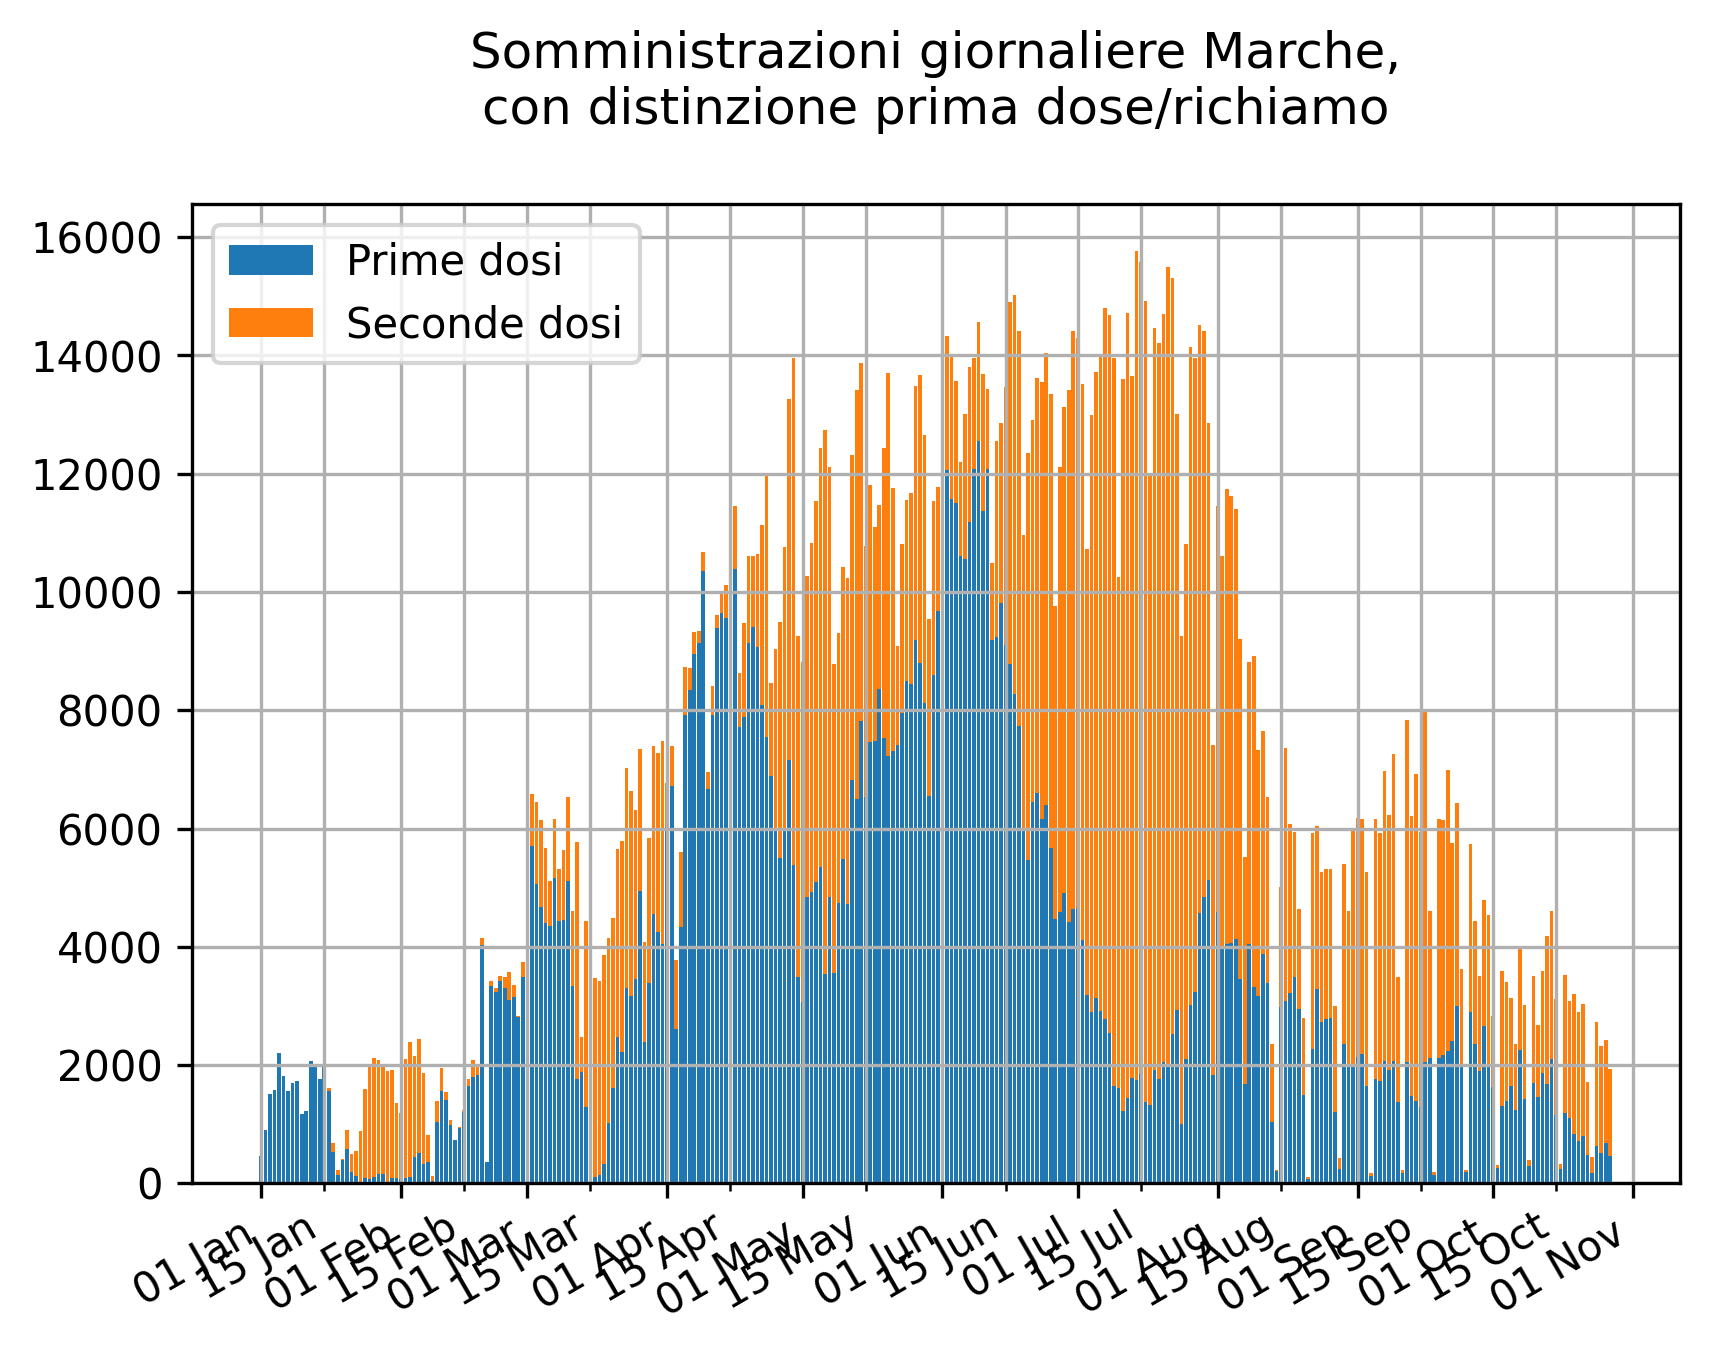 Somministrazioni giornaliere Marche,
con distinzione prima dose/richiamo
Prime dosi
Seconde dosi
16000
14000
12000
10000
8000
6000
4000
2000
0
01 Jan
15 Jan
01 Feb
15 Feb
01 Mar
15 Mar
01 Apr
15 Apr
01 May
15 May
01 Jun
15 Jun
01 Jul
15 Jul
01 Aug
15 Aug
01 Sep
15 Sep
01 Oct
15 Oct
01 Nov